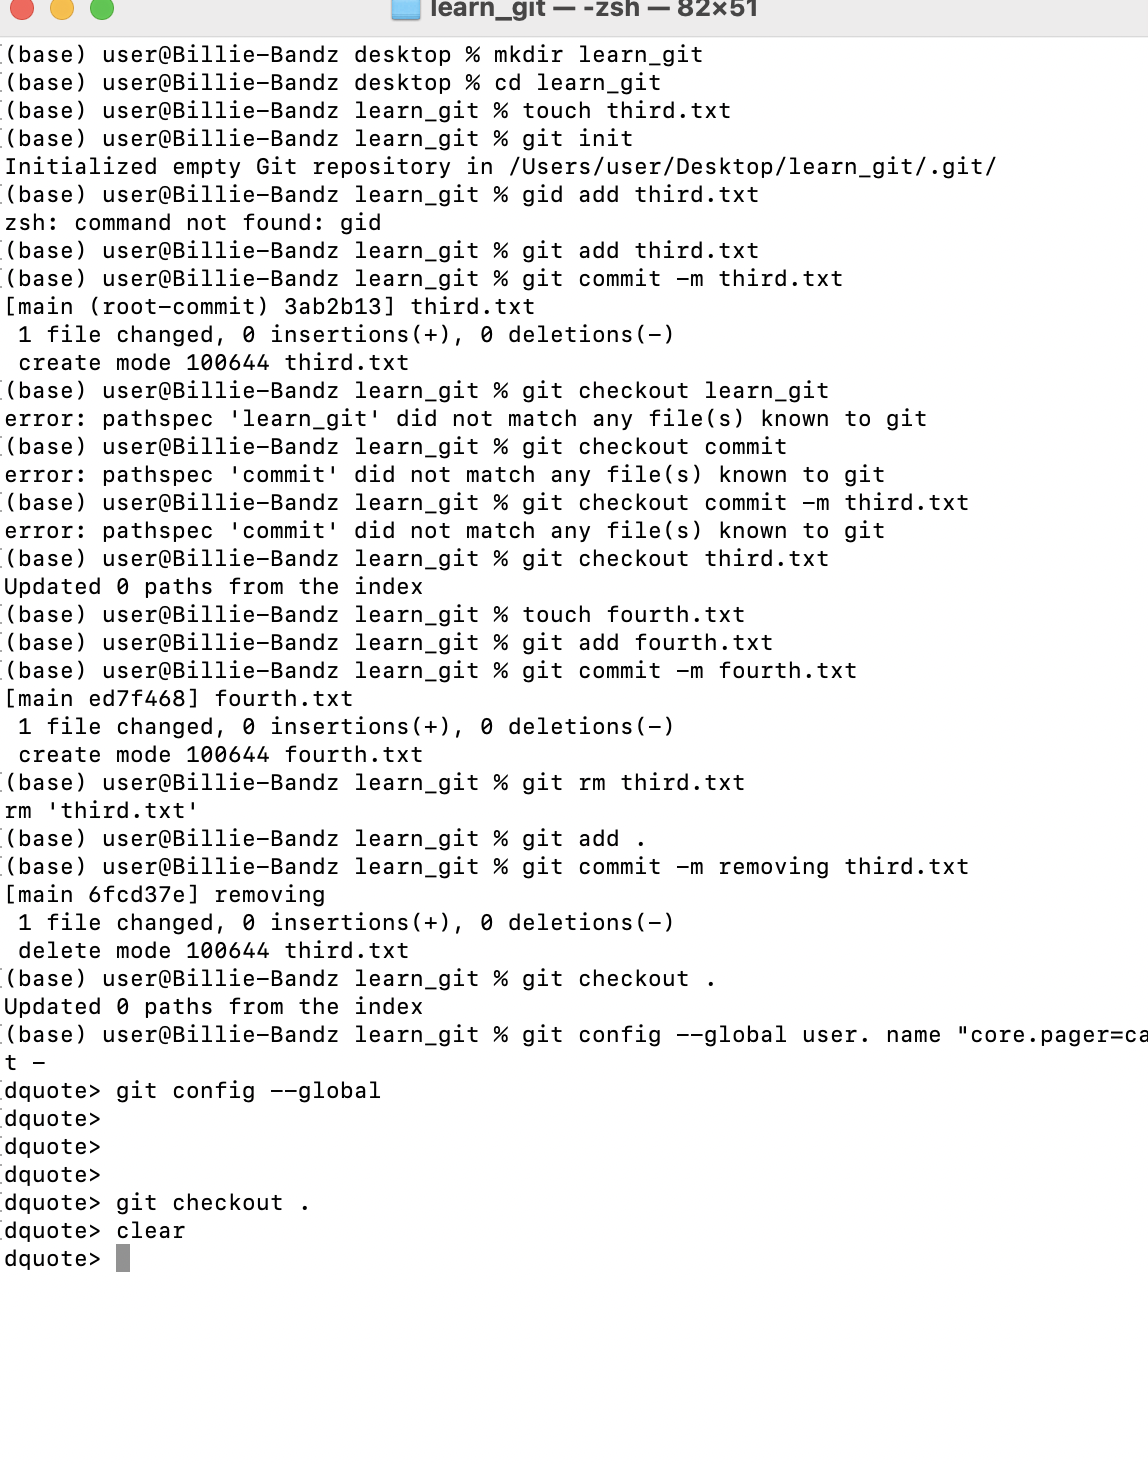 learn_git — -zsh — 82×51
(base) user@Billie-Bandz desktop % mkdir learn_git
(base) user@Billie-Bandz desktop % cd learn_git
(base) user@Billie-Bandz learn_git % touch third.txt
(base) user@Billie-Bandz learn_git % git init
Initialized empty Git repository in /Users/user/Desktop/learn_git/.git/
(base) user@Billie-Bandz learn_git % gid add third.txt
zsh: command not found: gid
(base) user@Billie-Bandz learn_git % git add third.txt
(base) user@Billie-Bandz learn_git % git commit -m third.txt
[main (root-commit) 3ab2b13] third.txt
 1 file changed, 0 insertions(+), 0 deletions(-)
 create mode 100644 third.txt
(base) user@Billie-Bandz learn_git % git checkout learn_git
error: pathspec 'learn_git' did not match any file(s) known to git
(base) user@Billie-Bandz learn_git % git checkout commit
error: pathspec 'commit' did not match any file(s) known to git
(base) user@Billie-Bandz learn_git % git checkout commit -m third.txt
error: pathspec 'commit' did not match any file(s) known to git
(base) user@Billie-Bandz learn_git % git checkout third.txt
Updated 0 paths from the index
(base) user@Billie-Bandz learn_git % touch fourth.txt
(base) user@Billie-Bandz learn_git % git add fourth.txt
(base) user@Billie-Bandz learn_git % git commit -m fourth.txt
[main ed7f468] fourth.txt
 1 file changed, 0 insertions(+), 0 deletions(-)
 create mode 100644 fourth.txt
(base) user@Billie-Bandz learn_git % git rm third.txt
rm 'third.txt'
(base) user@Billie-Bandz learn_git % git add .
(base) user@Billie-Bandz learn_git % git commit -m removing third.txt
[main 6fcd37e] removing
 1 file changed, 0 insertions(+), 0 deletions(-)
 delete mode 100644 third.txt
(base) user@Billie-Bandz learn_git % git checkout .
Updated 0 paths from the index
(base) user@Billie-Bandz learn_git % git config --global user. name "core.pager=ca
t -
dquote> git config --global
dquote>
dquote>
dquote>
dquote> git checkout .
dquote> clear
dquote>